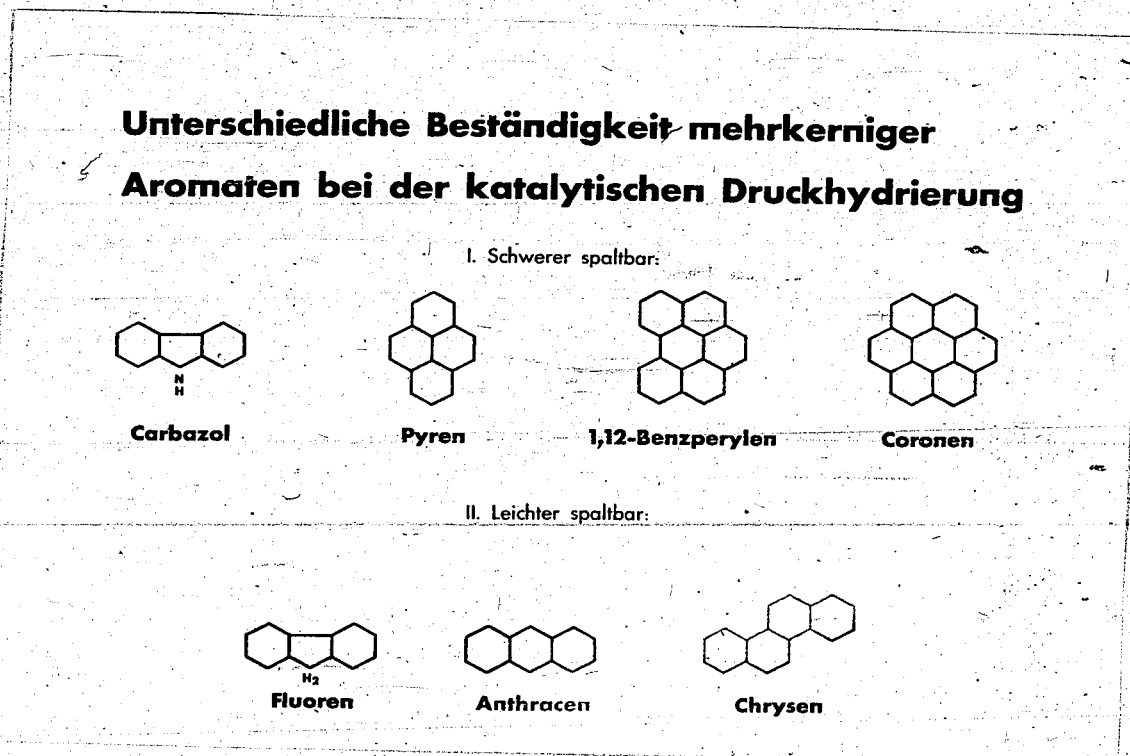 Unterschiedliche Beständigkeit mehrkerniger
Aromaten bei der katalytischen Druckhydrierung
I. Schwerer spaltbar:
N
H
Carbazol
Pyren
1,12-Benzperylen
Coronen
II. Leichter spaltbar:
H₂
Fluoren
Anthracen
Chrysen